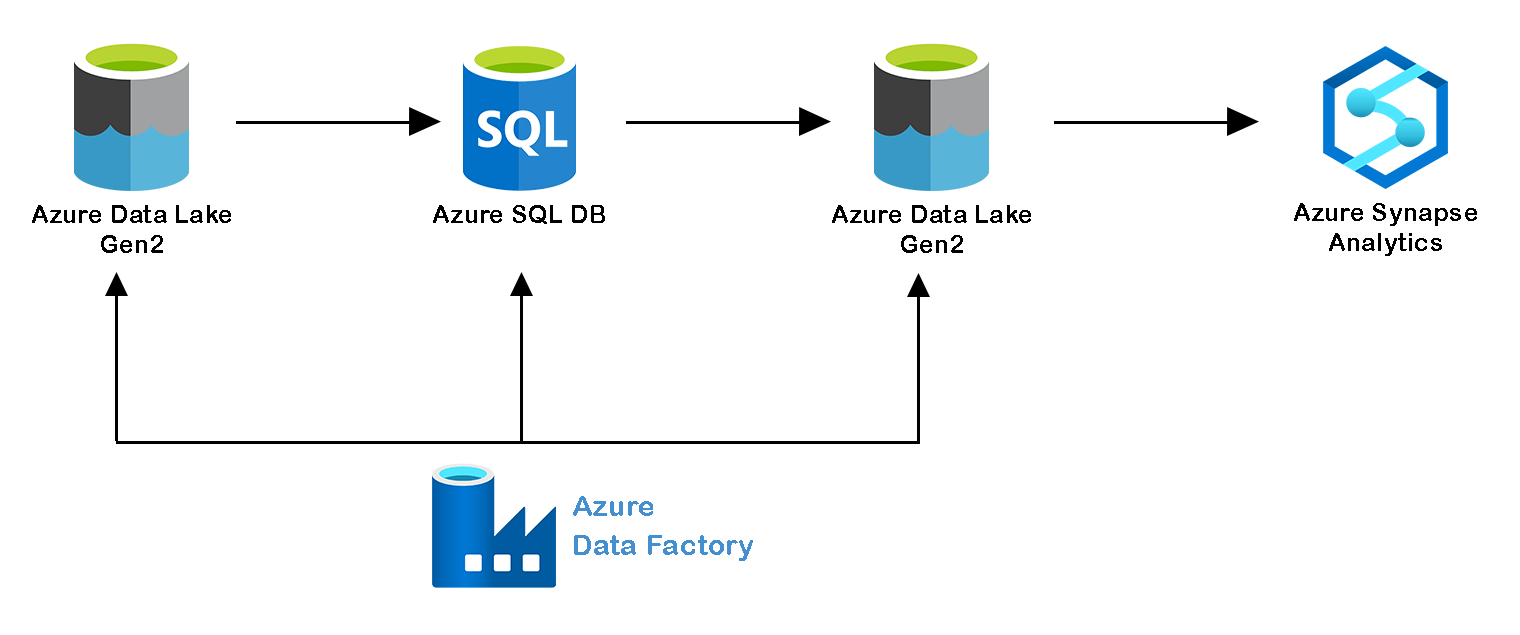 SQL
Azure Data Lake
Gen2
Azure SQL DB
Azure Data Lake
Gen2
Azure Synapse
Analytics
Azure
Data Factory